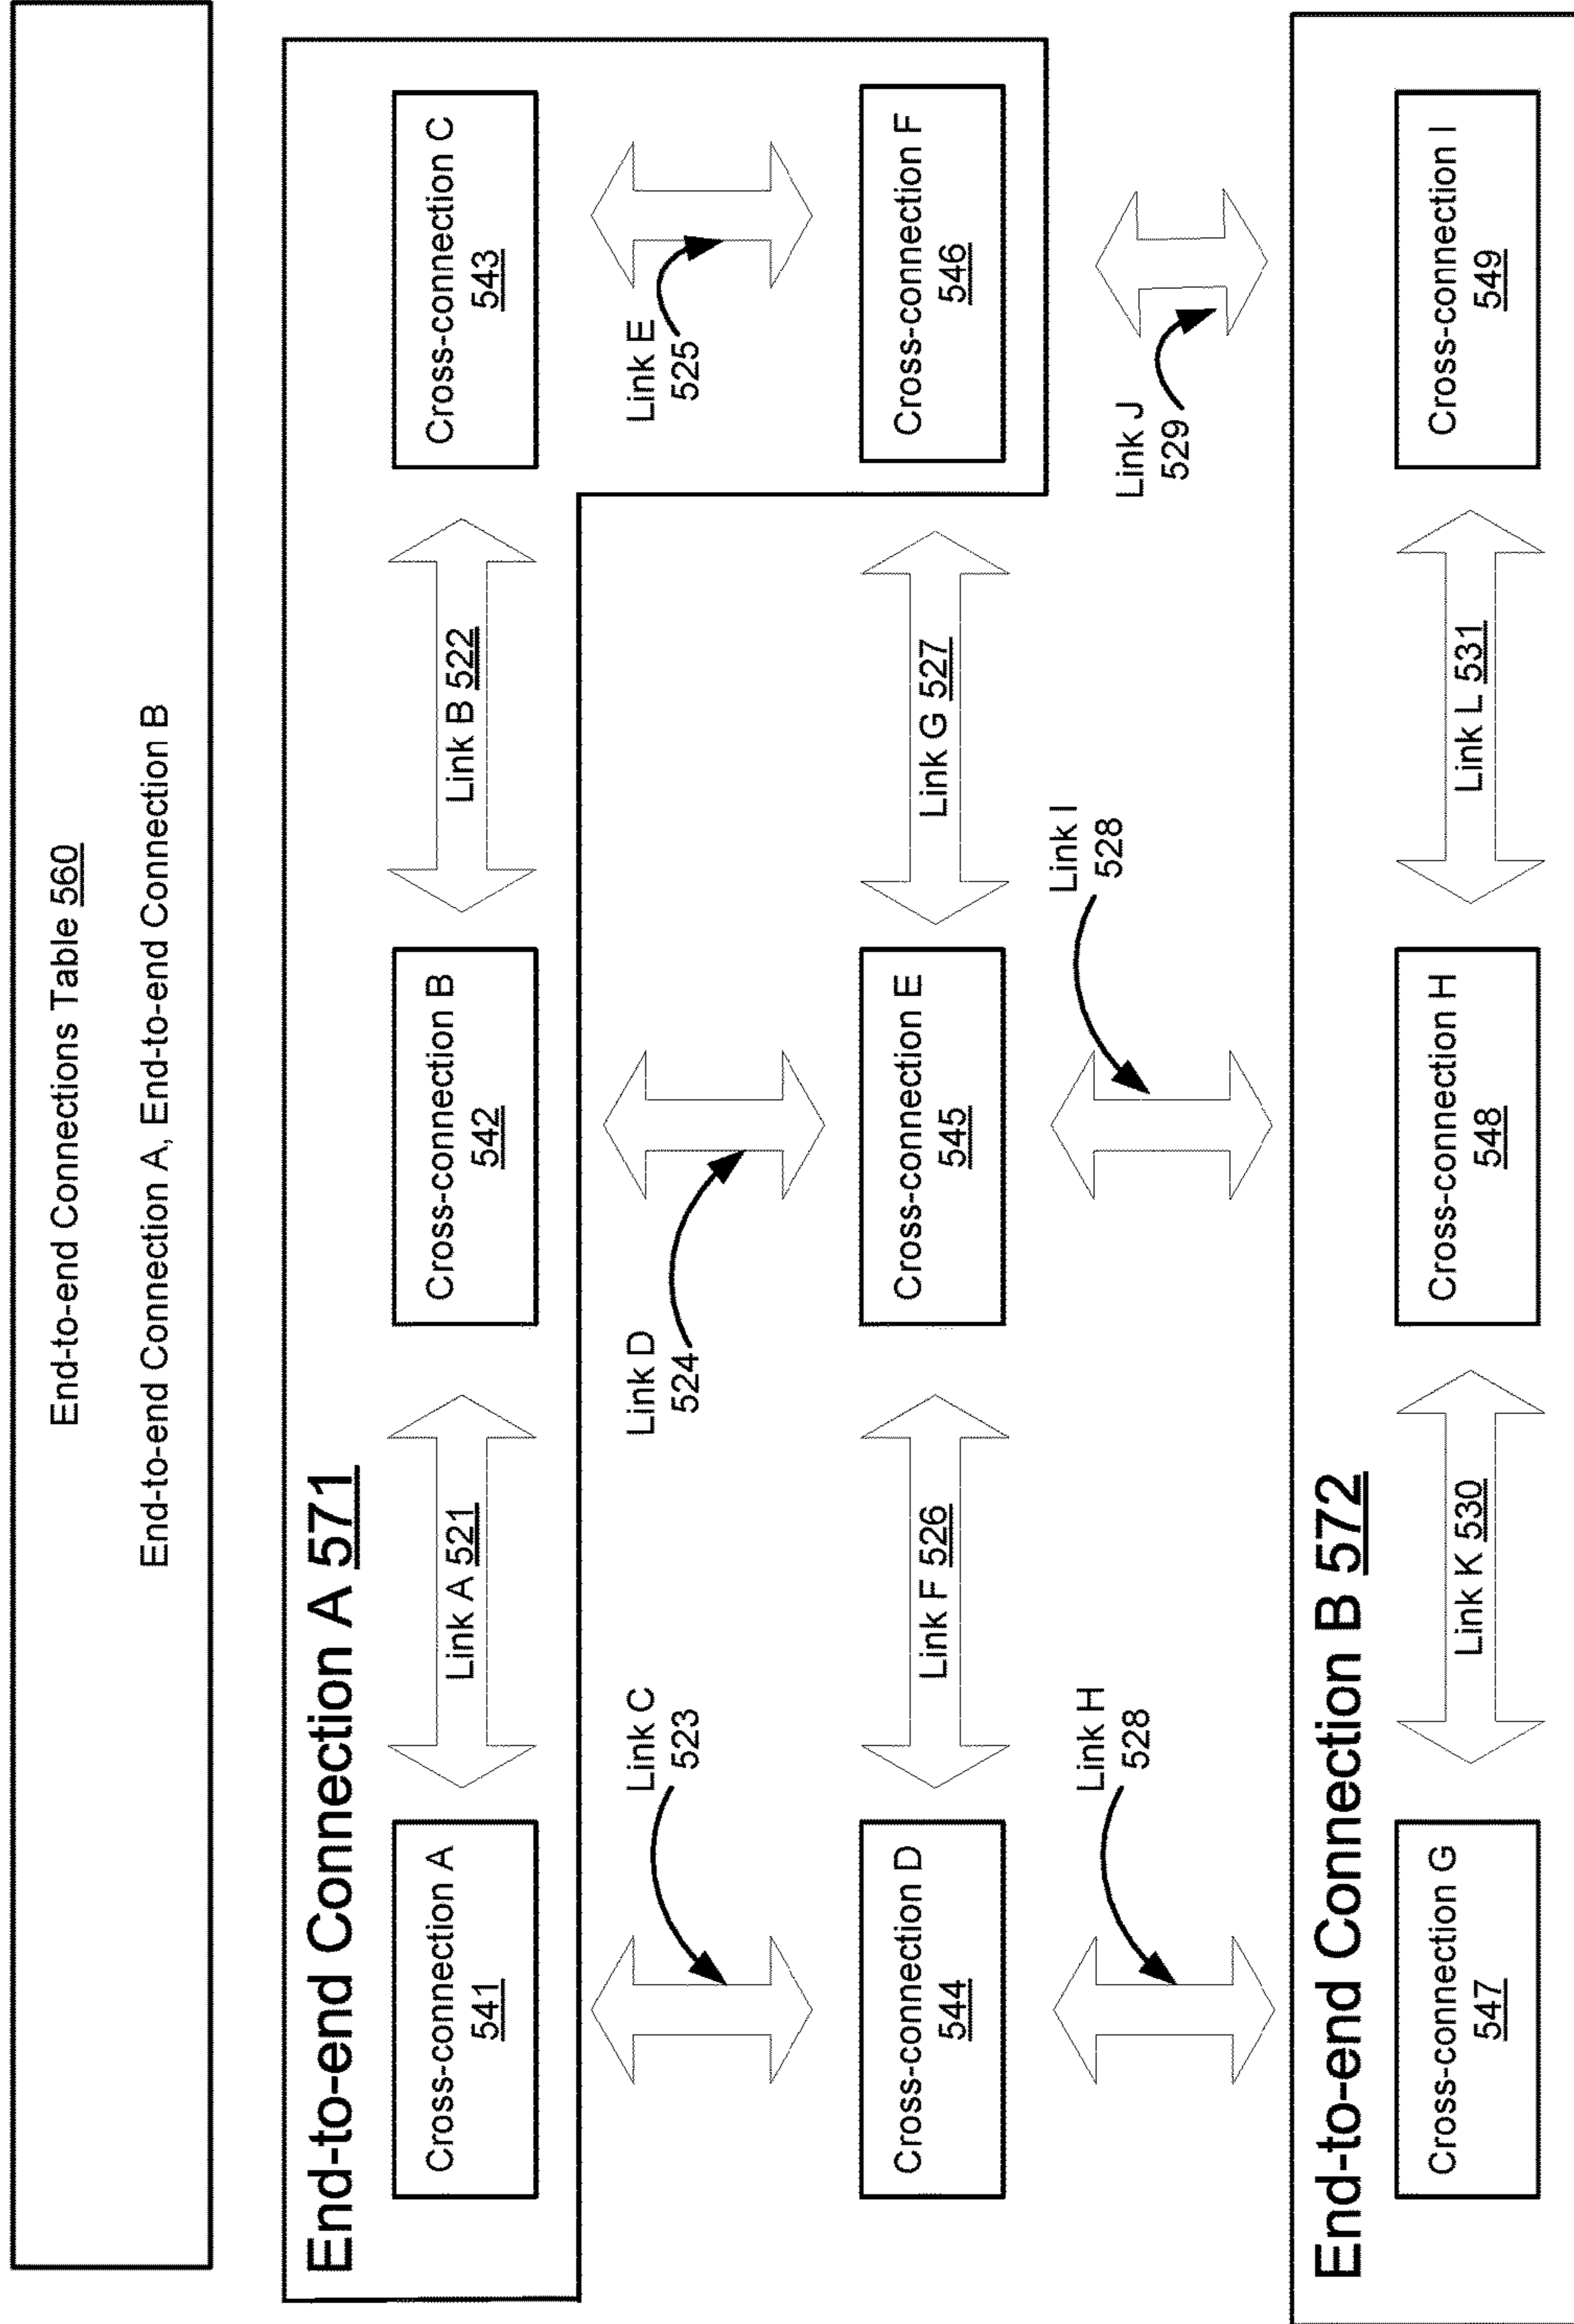 End-to-end Connections Table 560
End-to-end Connection A, End-to-end Connection B
End-to-end Connection A 571
Cross-connection A
541
Link A 521
Cross-connection B
542
Link B 522
Cross-connection C
543
Link C
523
Link D
524
Link E
525
Cross-connection D
544
Link F 526
Cross-connection E
545
Link G 527
Cross-connection F
546
Link H
528
Link I
528
Link J
529
End-to-end Connection B 572
Cross-connection G
547
Link K 530
Cross-connection H
548
Link L 531
Cross-connection I
549